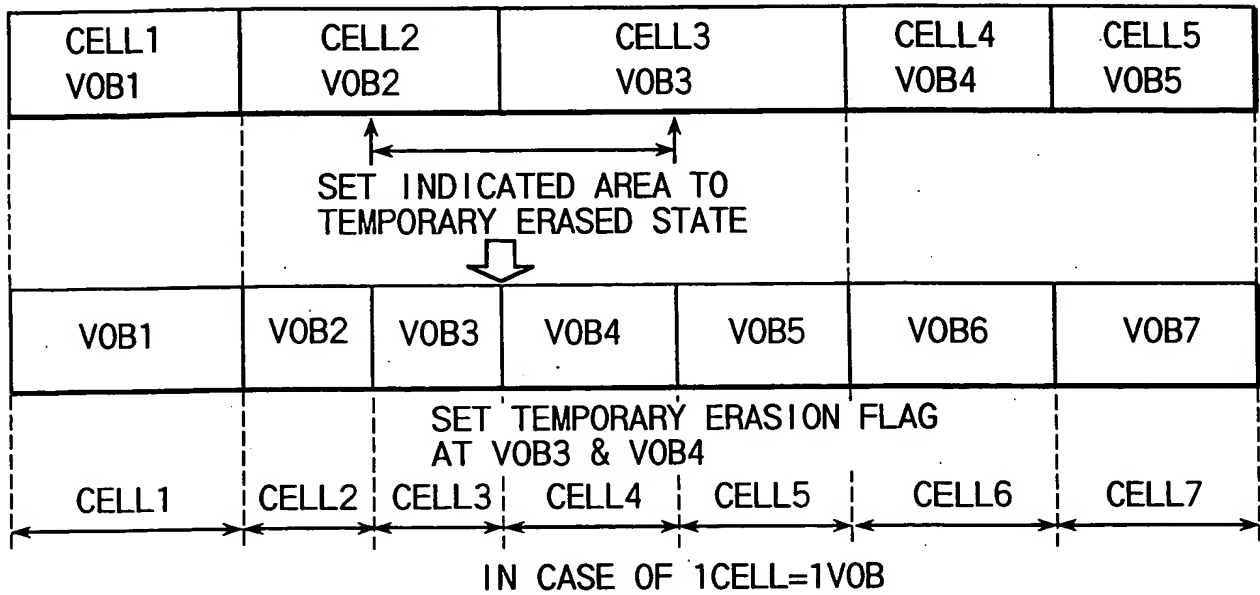 CELL1 CELL2 CELL3 CELL4 CELL5
VOB1 VOB2 VOB3 VOB4 VOB5
SET INDICATED AREA TO
TEMPORARY ERASED STATE
VOB1 VOB2 VOB3 VOB4 VOB5 VOB6 VOB7
SET TEMPORARY ERASION FLAG
AT VOB3 & VOB4
CELL1 CELL2 CELL3 CELL4 CELL5 CELL6 CELL7
IN CASE OF 1CELL=1VOB